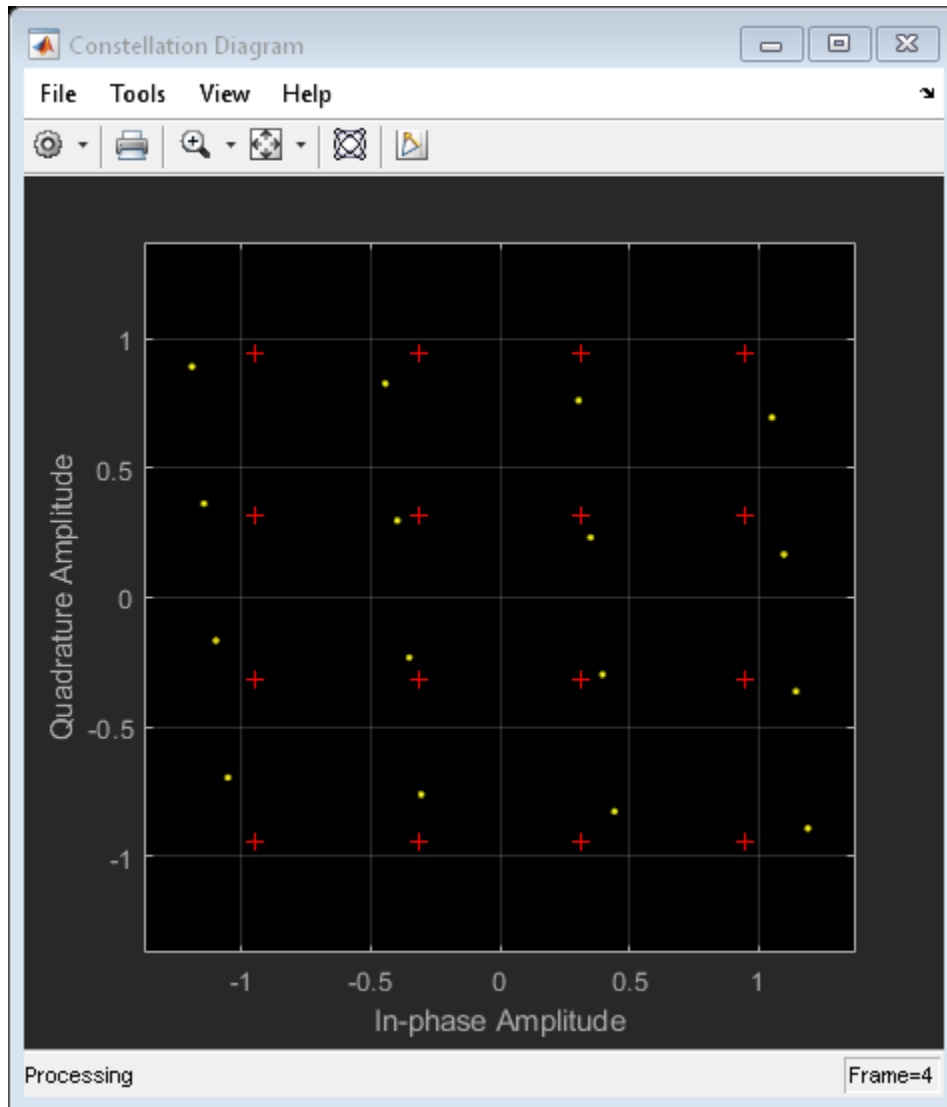 Constellation Diagram
File Tools View Help
1
0.5
0
-0.5
-1
Quadrature Amplitude
-1 -0.5 0 0.5 1
In-phase Amplitude
Processing Frame=4